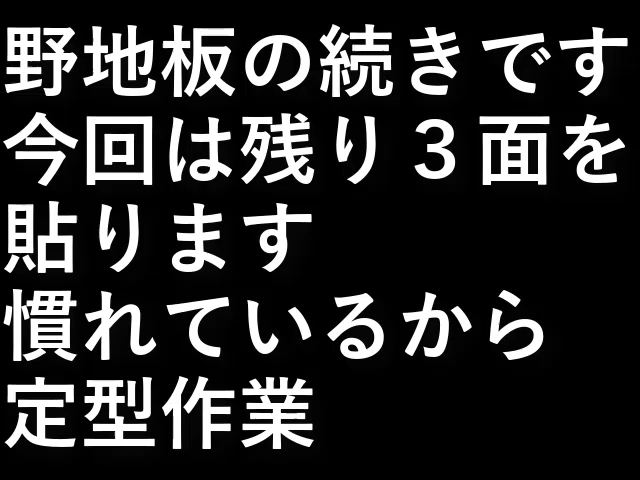 野地板の続きです
今回は残り３面を
貼ります
慣れているから
定型作業